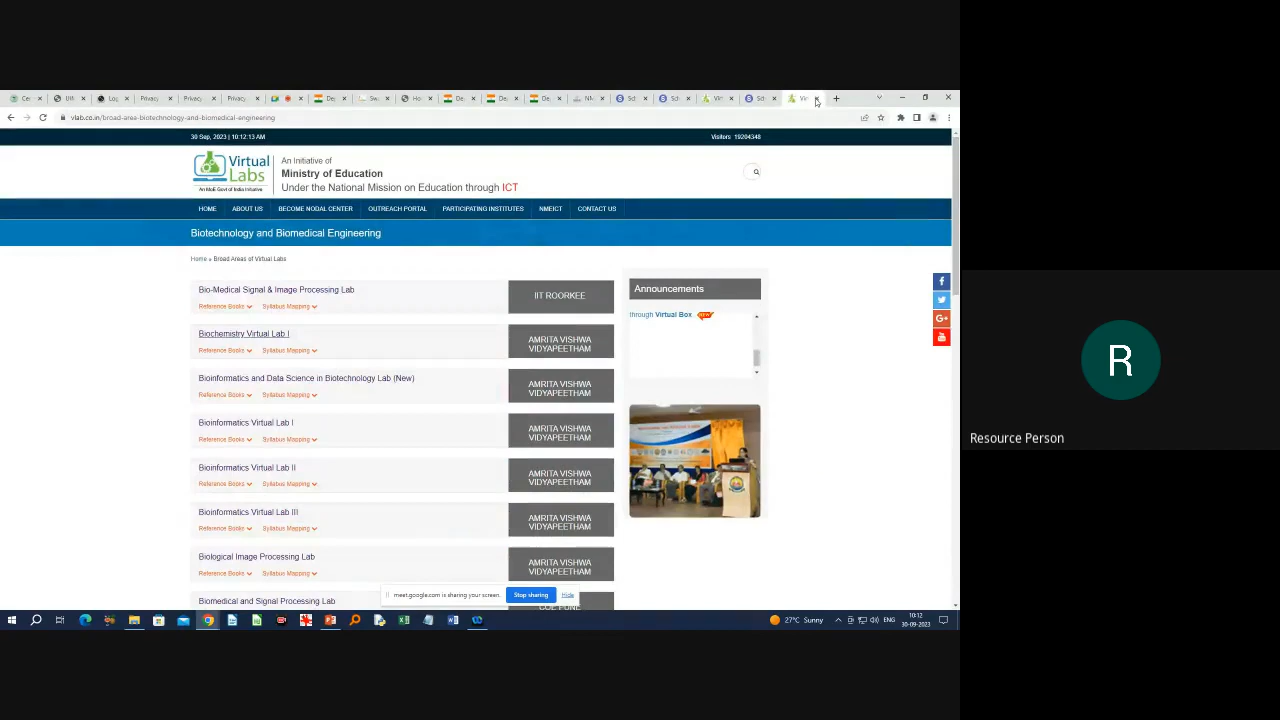 vlab.co.in/broad-area-biotechnology-and-biomedical-engineering
30 Sep, 2023 | 10:12:13 AM
Visitors 19204348
Virtual Labs
An MoE Govt of India Initiative
An Initiative of
Ministry of Education
Under the National Mission on Education through ICT
HOME ABOUT US BECOME NODAL CENTER OUTREACH PORTAL PARTICIPATING INSTITUTES NMEICT CONTACT US
Biotechnology and Biomedical Engineering
Home » Broad Areas of Virtual Labs
Bio-Medical Signal & Image Processing Lab
Reference Books Syllabus Mapping
IIT ROORKEE
Biochemistry Virtual Lab I
Reference Books Syllabus Mapping
AMRITA VISHWA
VIDYAPEETHAM
Bioinformatics and Data Science in Biotechnology Lab (New)
Reference Books Syllabus Mapping
AMRITA VISHWA
VIDYAPEETHAM
Bioinformatics Virtual Lab I
Reference Books Syllabus Mapping
AMRITA VISHWA
VIDYAPEETHAM
Bioinformatics Virtual Lab II
Reference Books Syllabus Mapping
AMRITA VISHWA
VIDYAPEETHAM
Bioinformatics Virtual Lab III
Reference Books Syllabus Mapping
AMRITA VISHWA
VIDYAPEETHAM
Biological Image Processing Lab
Reference Books Syllabus Mapping
AMRITA VISHWA
VIDYAPEETHAM
Biomedical and Signal Processing Lab
Announcements
through Virtual Box NEW
meet.google.com is sharing your screen.
Stop sharing
Hide
27°C Sunny
ENG
10:12
30-09-2023
R
Resource Person